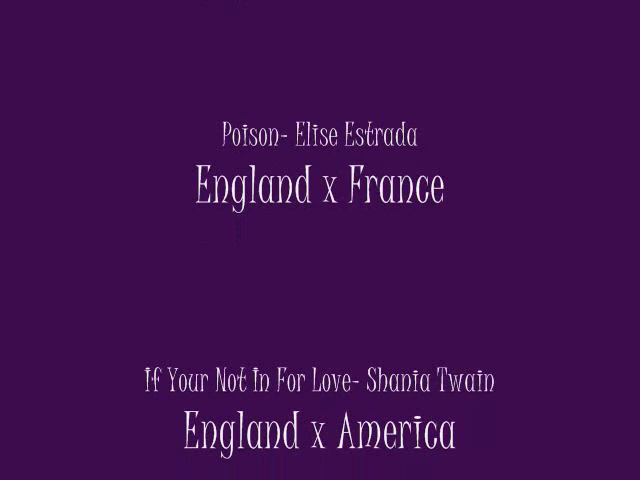 Poison- Elise Estrada
England x France
If Your Not In For Love- Shania Twain
England x America